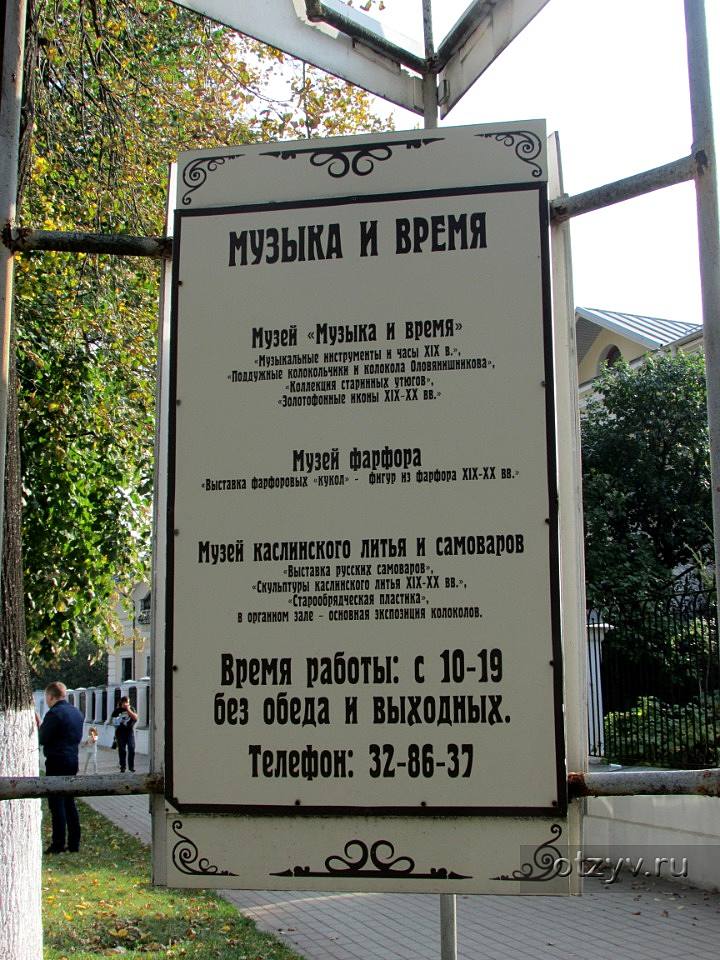 МУЗЫКА И ВРЕМЯ
Музей «Музыка и время»
«Музыкальные инструменты и часы XIX в.»,
«Поддужные колокольчики и колокола Оловянишникова»,
«Коллекция старинных утюгов»,
«Золотофонные иконы XIX-XX вв.»
Музей фарфора
«Выставка фарфоровых «кукол» - фигур из фарфора XIX-XX вв.»
Музей каслинского литья и самоваров
«Выставка русских самоваров»,
«Скульптуры каслинского литья XIX-XX вв.»,
«Старообрядческая пластика»,
в органном зале - основная экспозиция колоколов.
Время работы: с 10-19
без обеда и выходных.
Телефон: 32-86-37
otzyv.ru